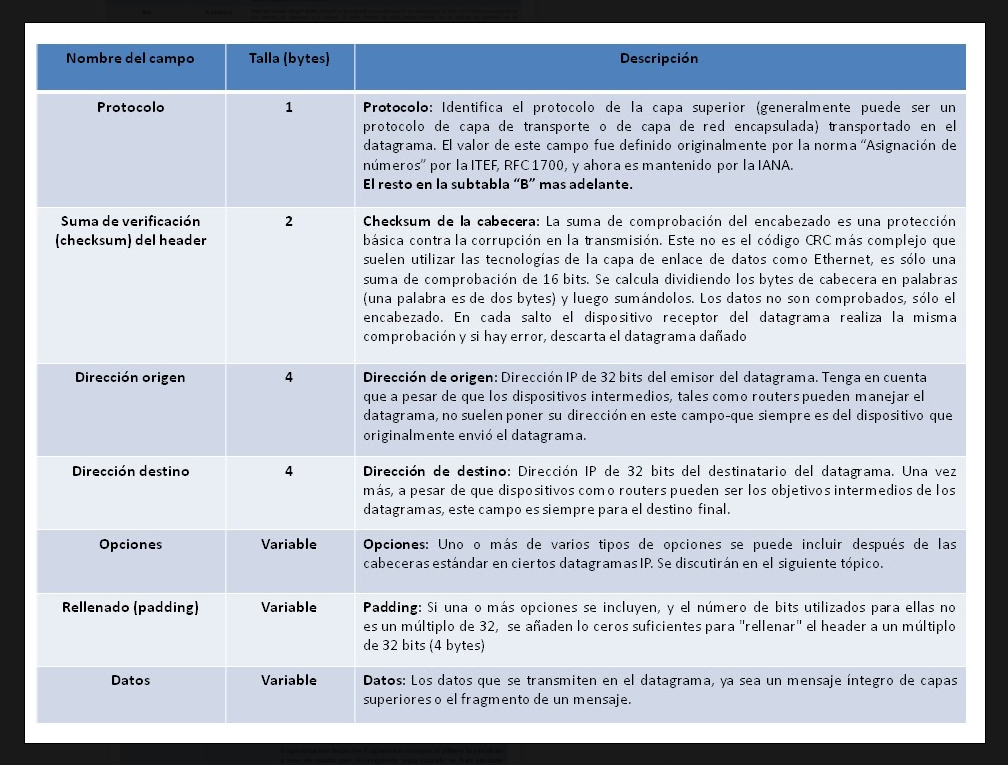 Nombre del campo Talla (bytes) Descripción
Protocolo 1 Protocolo: Identifica el protocolo de la capa superior (generalmente puede ser un
protocolo de capa de transporte o de capa de red encapsulada) transportado en el
datagrama. El valor de este campo fue definido originalmente por la norma “Asignación de
números” por la ITEF, RFC 1700, y ahora es mantenido por la IANA.
El resto en la subtabla “B” mas adelante.
Suma de verificación 2 Checksum de la cabecera: La suma de comprobación del encabezado es una protección
(checksum) del header básica contra la corrupción en la transmisión. Este no es el código CRC más complejo que
suelen utilizar las tecnologías de la capa de enlace de datos como Ethernet, es sólo una
suma de comprobación de 16 bits. Se calcula dividiendo los bytes de cabecera en palabras
(una palabra es de dos bytes) y luego sumándolos. Los datos no son comprobados, sólo el
encabezado. En cada salto el dispositivo receptor del datagrama realiza la misma
comprobación y si hay error, descarta el datagrama dañado
Dirección origen 4 Dirección de origen: Dirección IP de 32 bits del emisor del datagrama. Tenga en cuenta
que a pesar de que los dispositivos intermedios, tales como routers pueden manejar el
datagrama, no suelen poner su dirección en este campo-que siempre es del dispositivo que
originalmente envió el datagrama.
Dirección destino 4 Dirección de destino: Dirección IP de 32 bits del destinatario del datagrama. Una vez
más, a pesar de que dispositivos como routers pueden ser los objetivos intermedios de los
datagramas, este campo es siempre para el destino final.
Opciones Variable Opciones: Uno o más de varios tipos de opciones se puede incluir después de las
cabeceras estándar en ciertos datagramas IP. Se discutirán en el siguiente tópico.
Rellenado (padding) Variable Padding: Si una o más opciones se incluyen, y el número de bits utilizados para ellas no
es un múltiplo de 32, se añaden lo ceros suficientes para "rellenar" el header a un múltiplo
de 32 bits (4 bytes)
Datos Variable Datos: Los datos que se transmiten en el datagrama, ya sea un mensaje íntegro de capas
superiores o el fragmento de un mensaje.